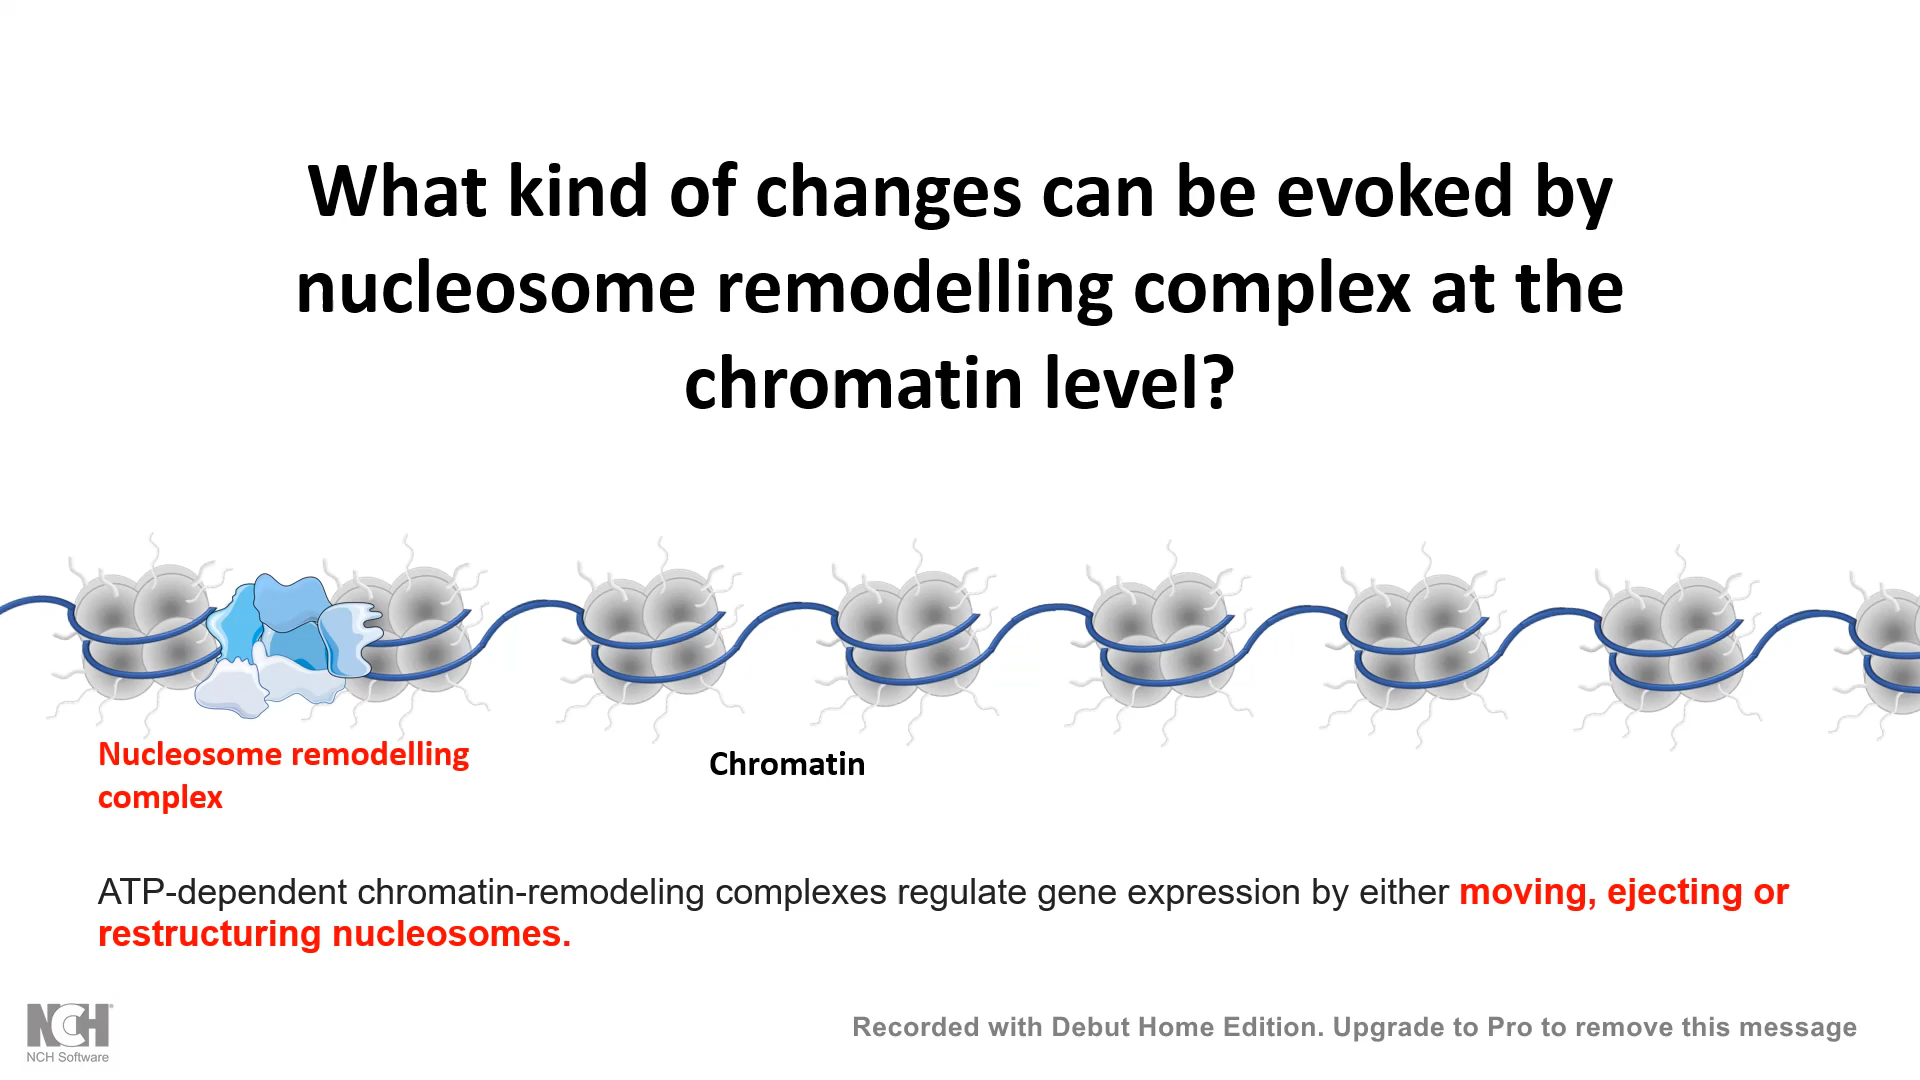 What kind of changes can be evoked by
nucleosome remodelling complex at the
chromatin level?
Nucleosome remodelling
complex
Chromatin
ATP-dependent chromatin-remodeling complexes regulate gene expression by either moving, ejecting or
restructuring nucleosomes.
NCH
NCH Software
Recorded with Debut Home Edition. Upgrade to Pro to remove this message